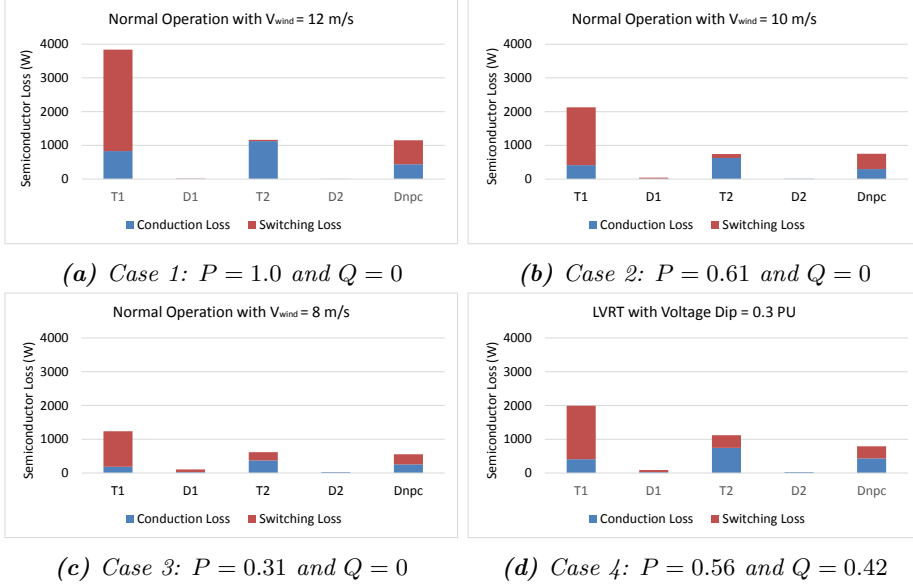 Normal Operation with Vwind = 12 m/s
Semiconductor Loss (W)
4000
3000
2000
1000
0
T1 D1 T2 D2 Dnpc
Conduction Loss Switching Loss
(a) Case 1: P = 1.0 and Q = 0
Normal Operation with Vwind = 10 m/s
Semiconductor Loss (W)
4000
3000
2000
1000
0
T1 D1 T2 D2 Dnpc
Conduction Loss Switching Loss
(b) Case 2: P = 0.61 and Q = 0
Normal Operation with Vwind = 8 m/s
Semiconductor Loss (W)
4000
3000
2000
1000
0
T1 D1 T2 D2 Dnpc
Conduction Loss Switching Loss
(c) Case 3: P = 0.31 and Q = 0
LVRT with Voltage Dip = 0.3 PU
Semiconductor Loss (W)
4000
3000
2000
1000
0
T1 D1 T2 D2 Dnpc
Conduction Loss Switching Loss
(d) Case 4: P = 0.56 and Q = 0.42